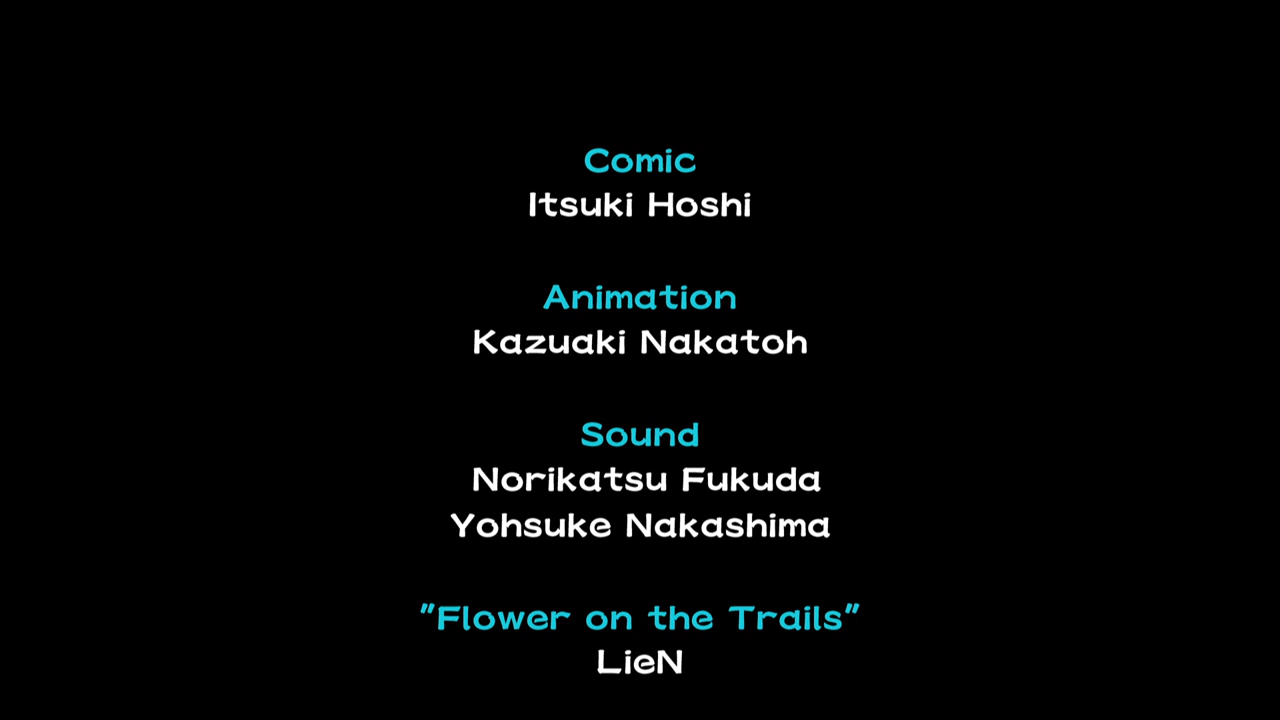 Comic
Itsuki Hoshi
Animation
Kazuaki Nakatoh
Sound
Norikatsu Fukuda
Yohsuke Nakashima
"Flower on the Trails"
LieN